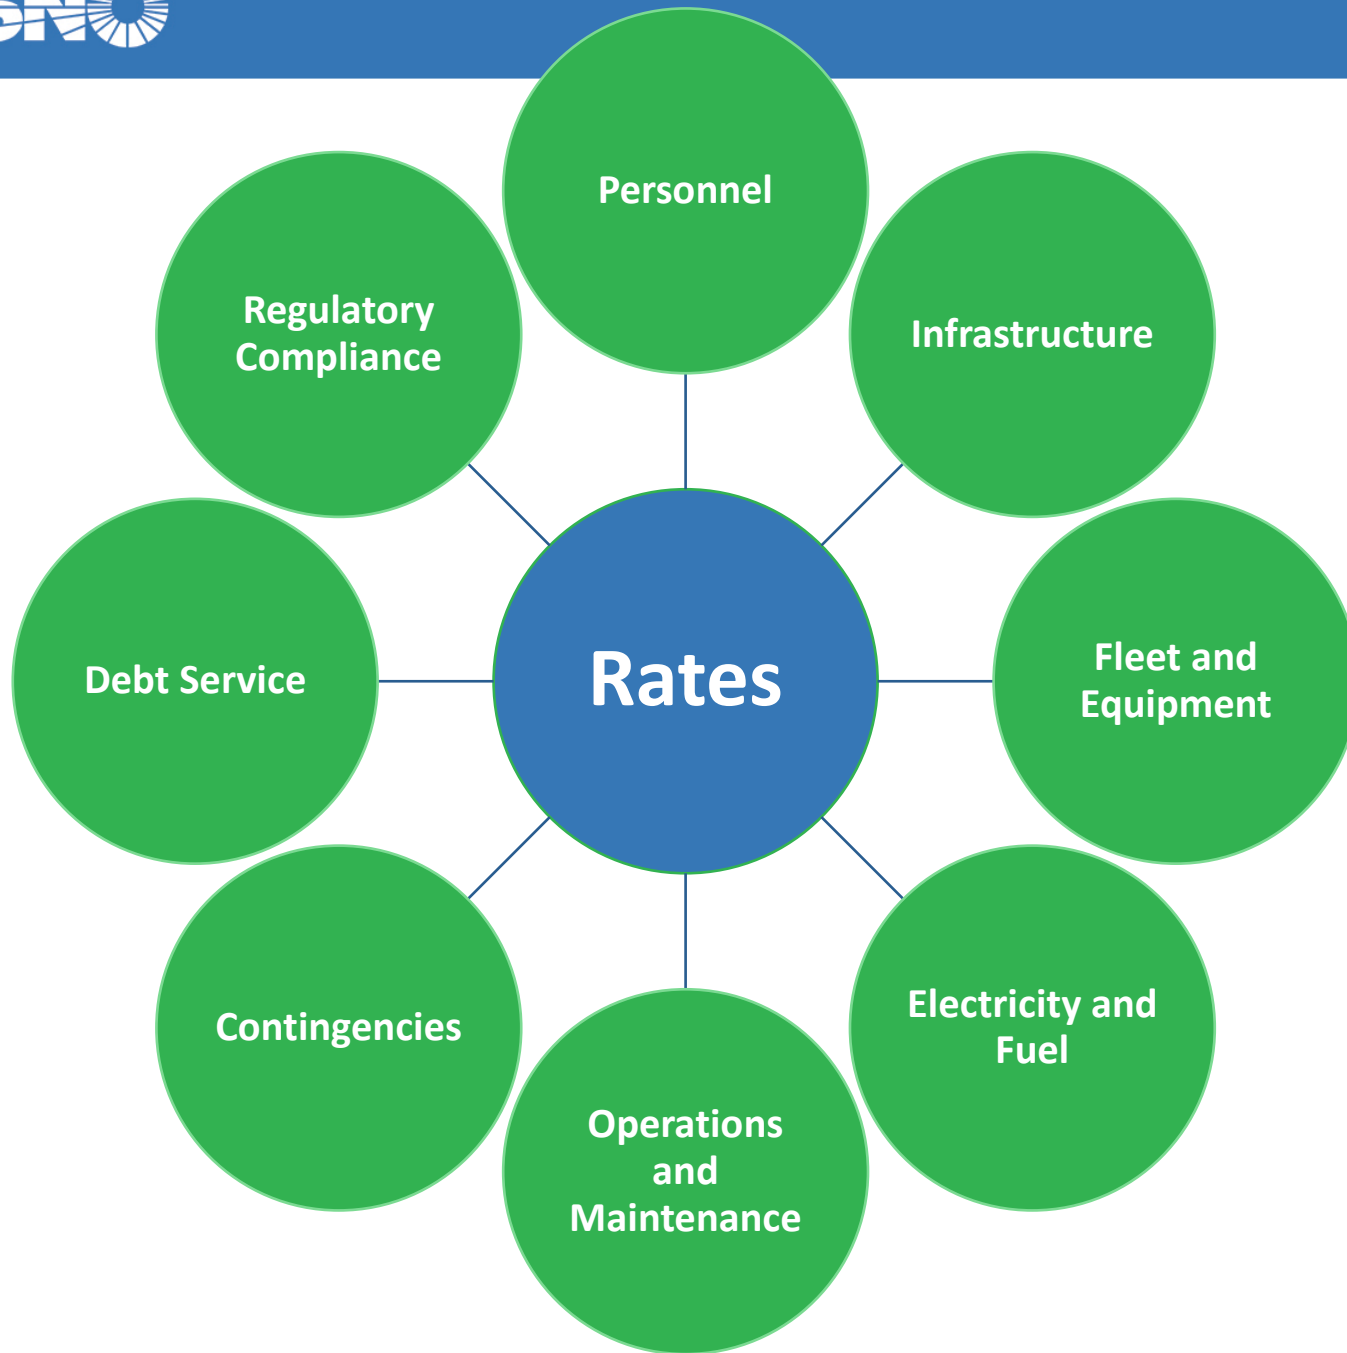 Personnel
Regulatory
Compliance
Infrastructure
Debt Service
Rates
Fleet and
Equipment
Contingencies
Electricity and
Fuel
Operations
and
Maintenance